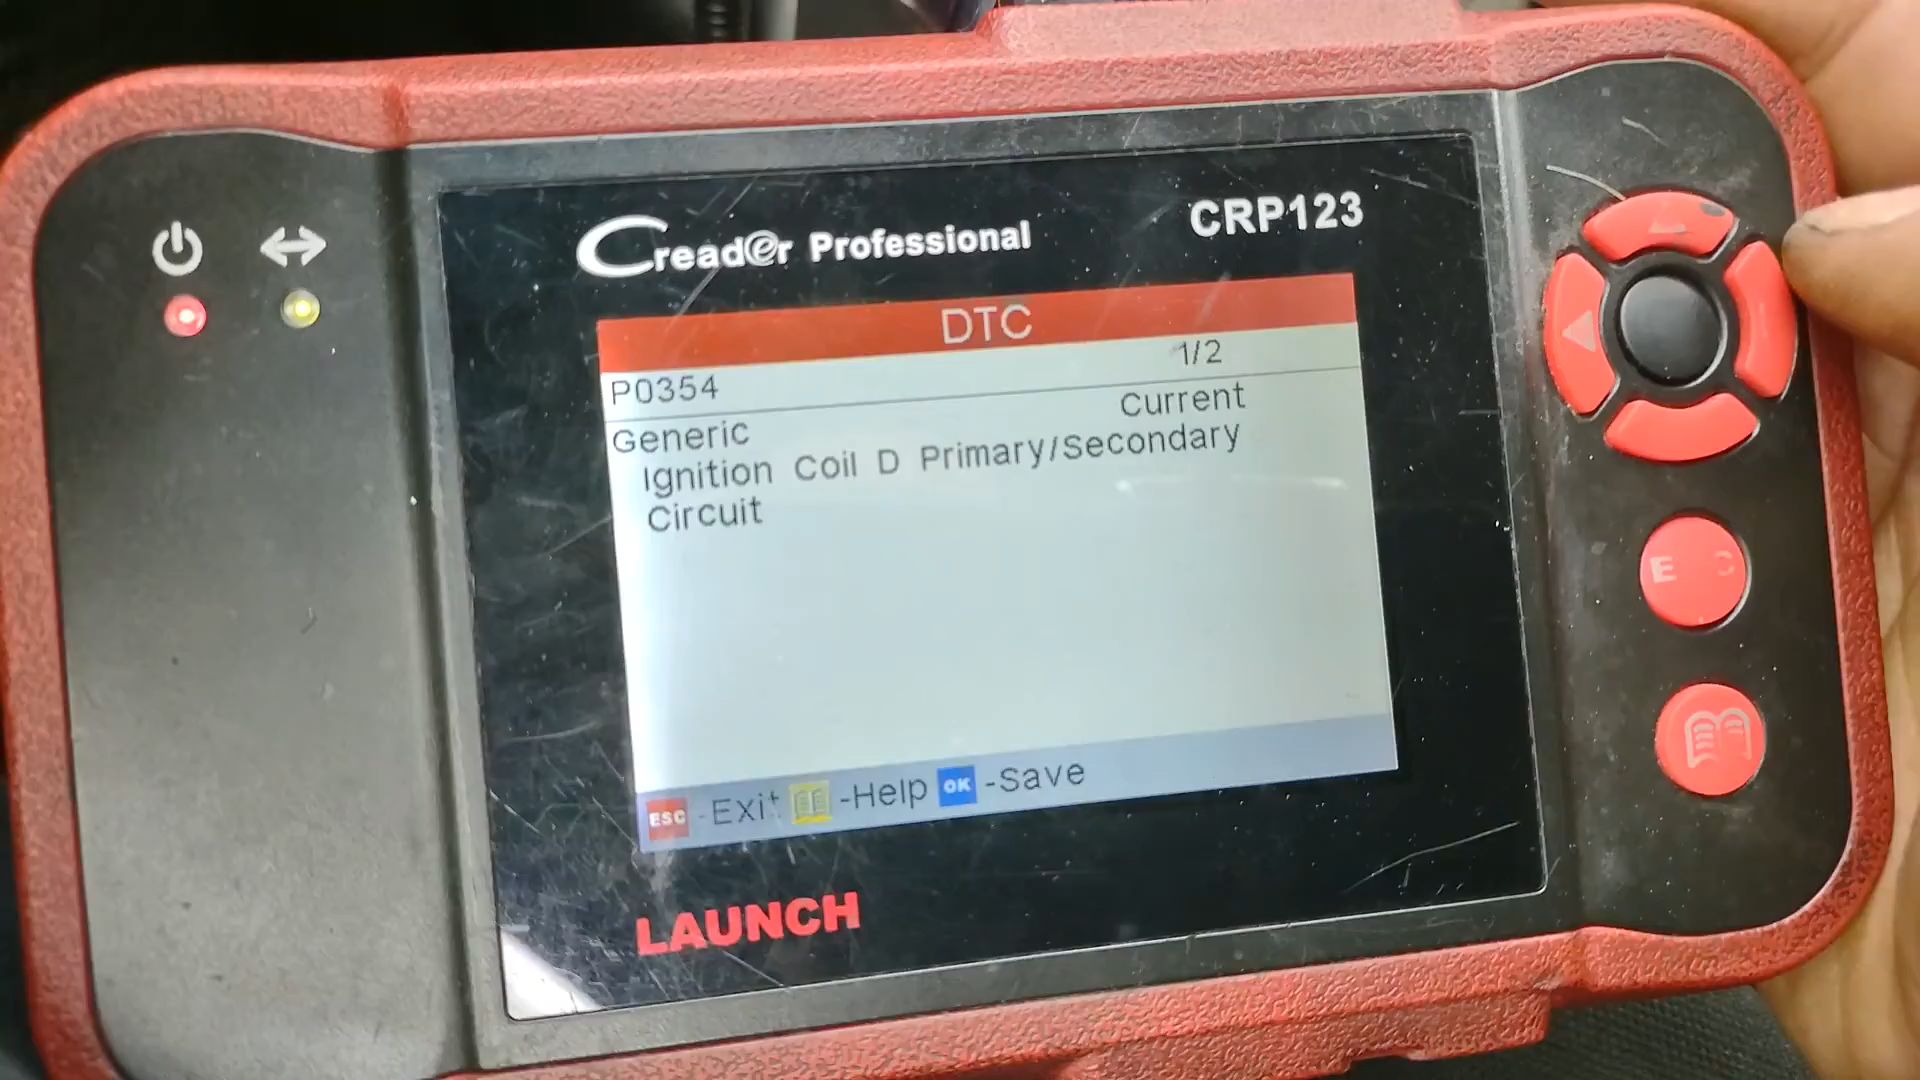 Creader Professional
CRP123
DTC
1/2
P0354
Current
Generic
Ignition Coil D Primary/Secondary
Circuit
ESC -Exit -Help OK -Save
LAUNCH
E C